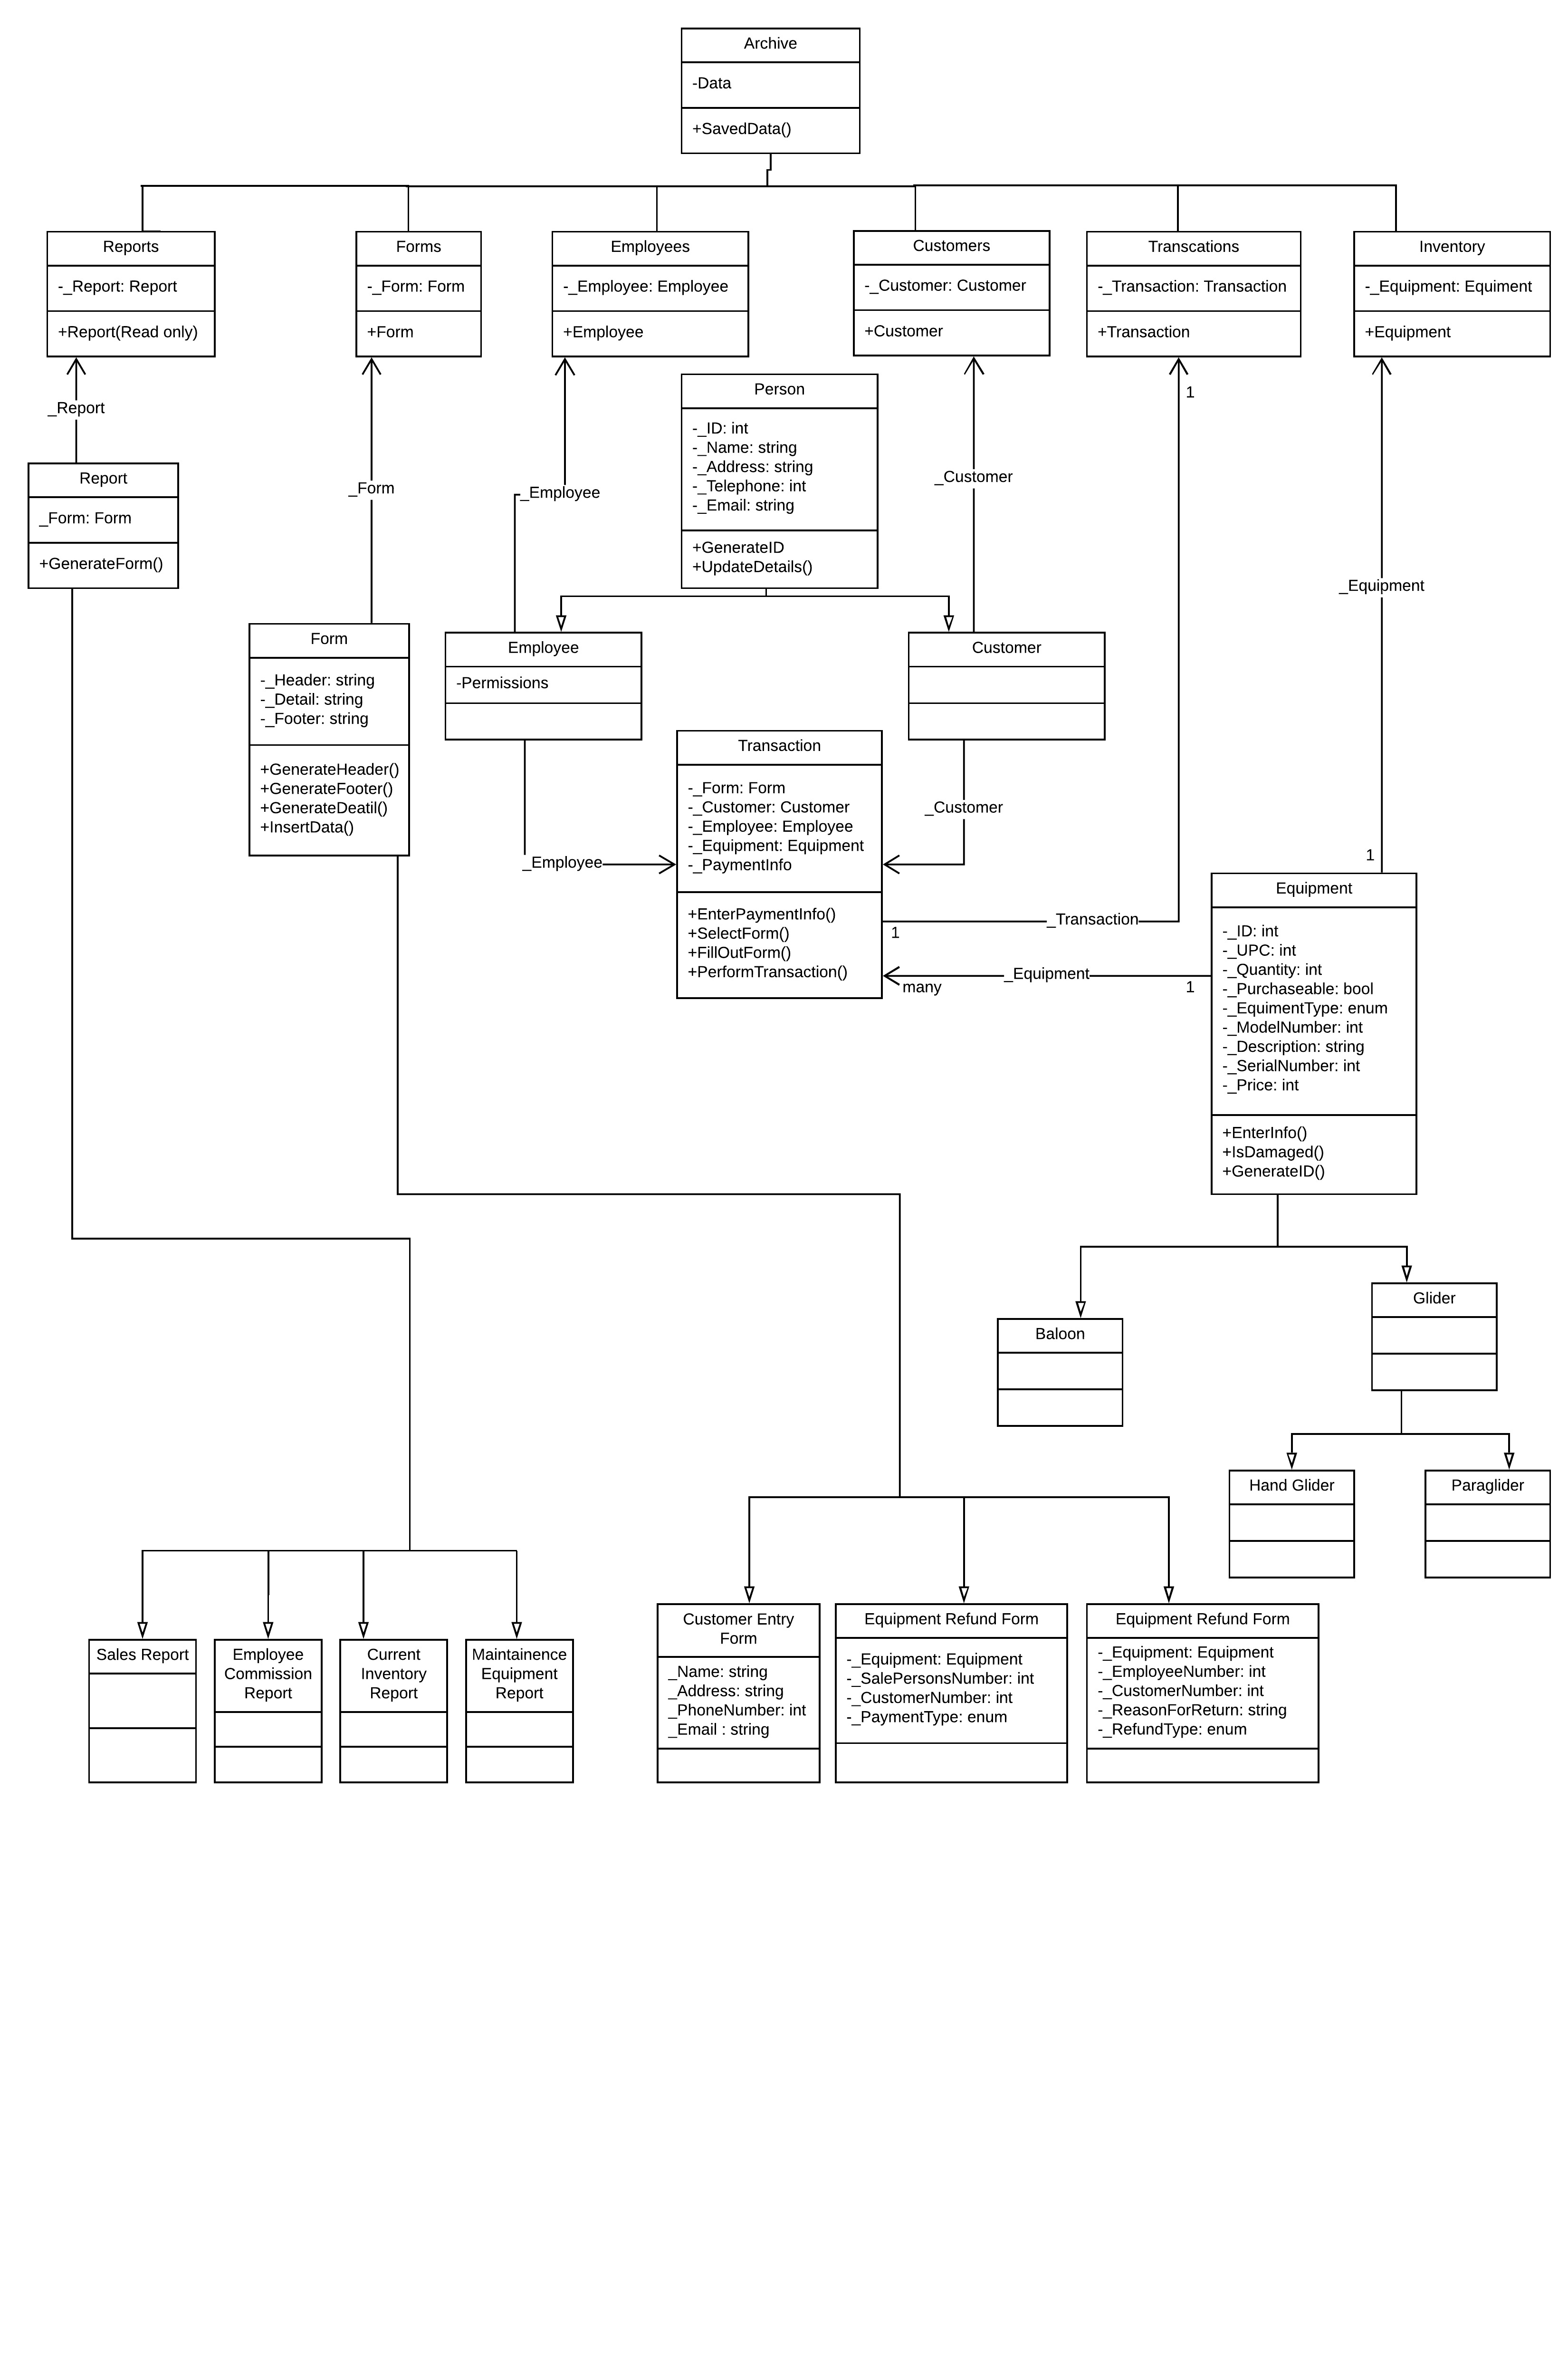 Archive
-Data
+SavedData()
Reports
-_Report: Report
+Report(Read only)
Forms
-_Form: Form
+Form
Employees
-_Employee: Employee
+Employee
Customers
-_Customer: Customer
+Customer
Transcations
-_Transaction: Transaction
+Transaction
Inventory
-_Equipment: Equiment
+Equipment
_Report
_Form
_Employee
_Customer
1
_Equipment
1
Person
-_ID: int
-_Name: string
-_Address: string
-_Telephone: int
-_Email: string
+GenerateID
+UpdateDetails()
Report
_Form: Form
+GenerateForm()
Form
-_Header: string
-_Detail: string
-_Footer: string
+GenerateHeader()
+GenerateFooter()
+GenerateDeatil()
+InsertData()
Employee
-Permissions
Customer
_Employee
_Customer
Transaction
-_Form: Form
-_Customer: Customer
-_Employee: Employee
-_Equipment: Equipment
-_PaymentInfo
+EnterPaymentInfo()
+SelectForm()
+FillOutForm()
+PerformTransaction()
1
_Transaction
many
_Equipment
1
Equipment
-_ID: int
-_UPC: int
-_Quantity: int
-_Purchaseable: bool
-_EquimentType: enum
-_ModelNumber: int
-_Description: string
-_SerialNumber: int
-_Price: int
+EnterInfo()
+IsDamaged()
+GenerateID()
Baloon
Glider
Hand Glider
Paraglider
Sales Report
Employee
Commission
Report
Current
Inventory
Report
Maintainence
Equipment
Report
Customer Entry
Form
_Name: string
_Address: string
_PhoneNumber: int
_Email : string
Equipment Refund Form
-_Equipment: Equipment
-_SalePersonsNumber: int
-_CustomerNumber: int
-_PaymentType: enum
Equipment Refund Form
-_Equipment: Equipment
-_EmployeeNumber: int
-_CustomerNumber: int
-_ReasonForReturn: string
-_RefundType: enum